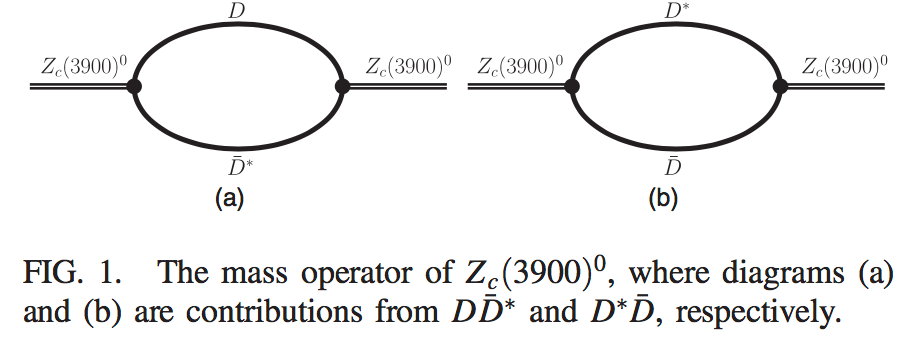 D D*
Z_c(3900)^0 Z_c(3900)^0 Z_c(3900)^0 Z_c(3900)^0
D̄* D̄
(a) (b)
FIG. 1. The mass operator of Z_c(3900)^0, where diagrams (a)
and (b) are contributions from DD̄* and D*D̄, respectively.